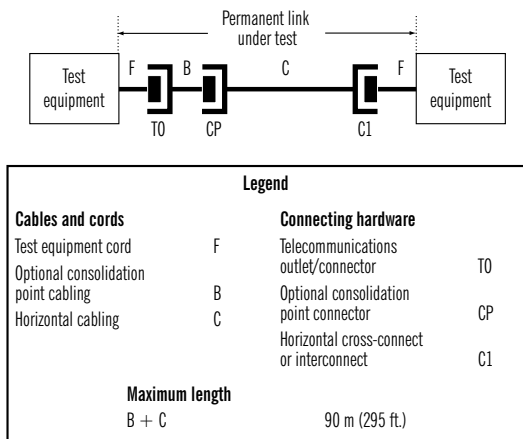 Permanent link
under test
F B C F
Test
equipment
Test
equipment
T0 CP C1
Legend
Cables and cords Connecting hardware
Test equipment cord F
Telecommunications
outlet/connector T0
Optional consolidation
point cabling B
Optional consolidation
point connector CP
Horizontal cabling C
Horizontal cross-connect
or interconnect C1
Maximum length
B + C 90 m (295 ft.)